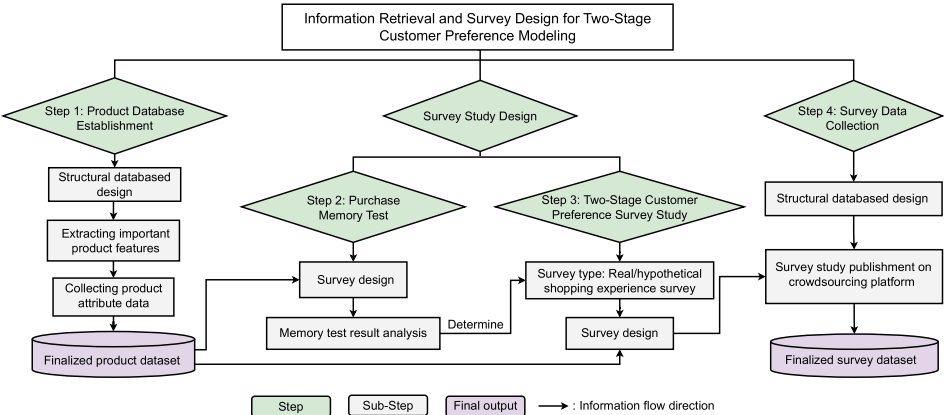 Information Retrieval and Survey Design for Two-Stage
Customer Preference Modeling
Step 1: Product Database
Establishment
Structural databased
design
Extracting important
product features
Collecting product
attribute data
Finalized product dataset
Survey Study Design
Step 2: Purchase
Memory Test
Survey design
Memory test result analysis
Determine
Step 3: Two-Stage Customer
Preference Survey Study
Survey type: Real/hypothetical
shopping experience survey
Survey design
Step 4: Survey Data
Collection
Structural databased design
Survey study publishment on
crowdsourcing platform
Finalized survey dataset
Step
Sub-Step
Final output
: Information flow direction